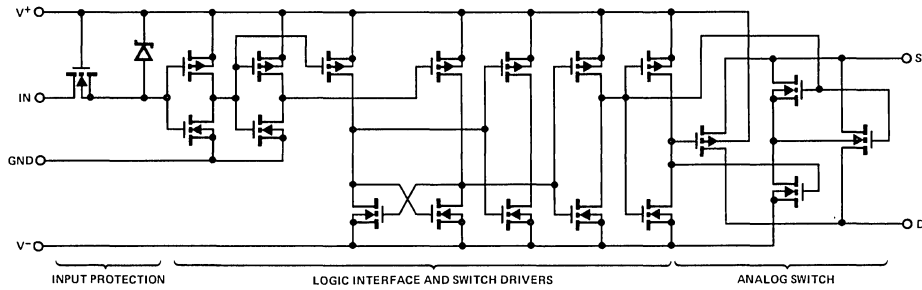 V+
IN
GND
V−
S
D
INPUT PROTECTION
LOGIC INTERFACE AND SWITCH DRIVERS
ANALOG SWITCH